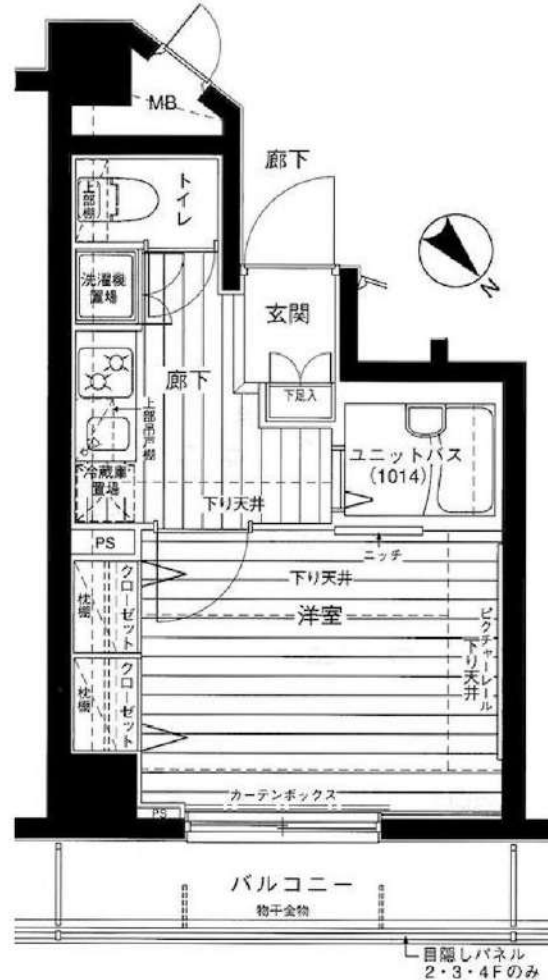 MB
廊下
トイレ
上部棚
洗濯機
置場
玄関
N
廊下
下足入
上部吊戸棚
ユニットバス
(1014)
冷蔵庫
置場
下り天井
PS
ニッチ
クローゼット
枕棚
下り天井
洋室
ピクチャーレール
下り天井
クローゼット
枕棚
カーテンボックス
PS
バルコニー
物干金物
目隠しパネル
2・3・4Fのみ